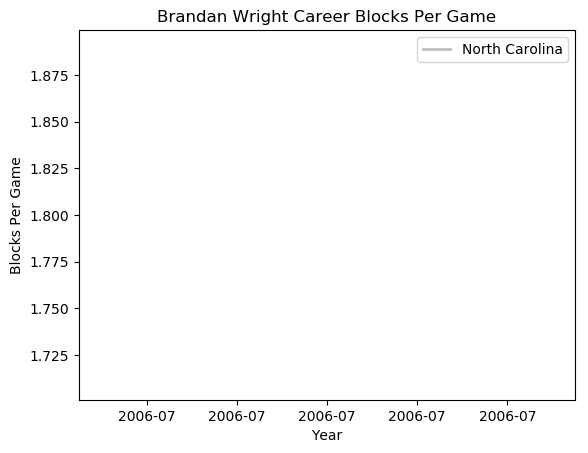 Brandan Wright Career Blocks Per Game
North Carolina
1.875
1.850
1.825
1.800
1.775
1.750
1.725
Blocks Per Game
2006-07 2006-07 2006-07 2006-07 2006-07
Year